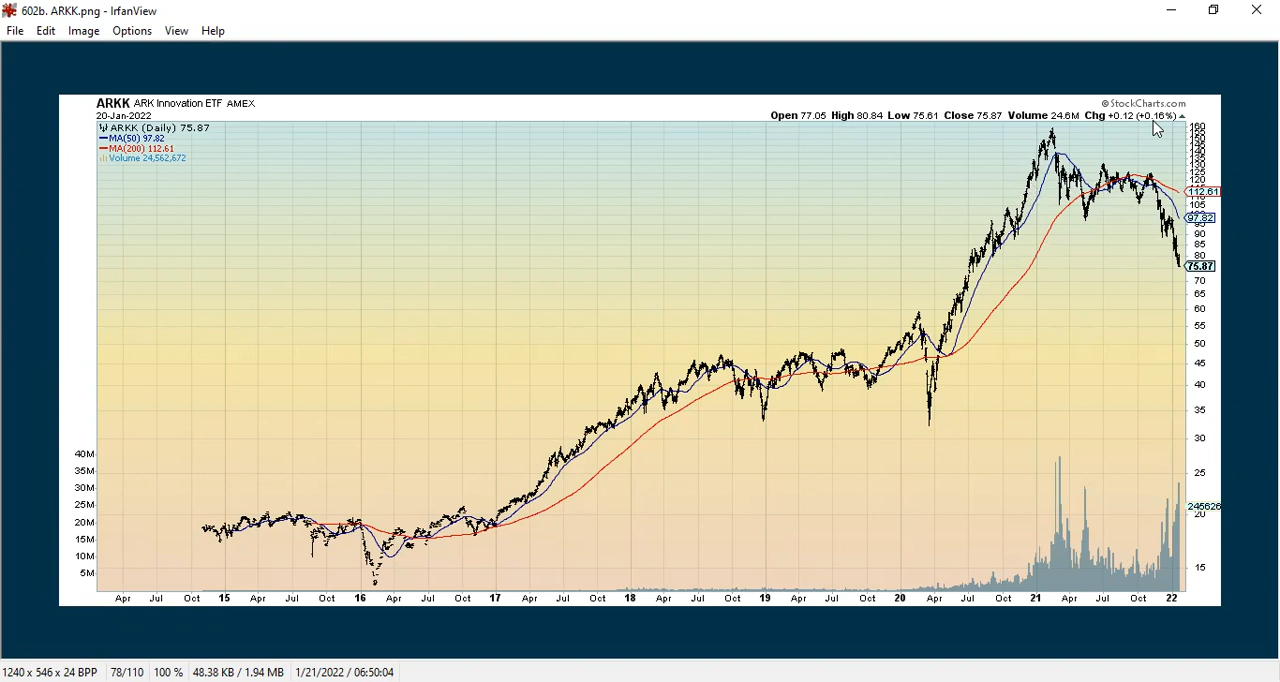 602b. ARKK.png - IrfanView
File Edit Image Options View Help
ARKK ARK Innovation ETF AMEX
© StockCharts.com
20-Jan-2022
Open 77.05 High 80.84 Low 75.61 Close 75.87 Volume 24.6M Chg +0.12 (+0.16%)
ARKK (Daily) 75.87
MA(50) 97.82
MA(200) 112.61
Volume 24,562,672
160
130
120
112.61
105
97.82
90
85
80
75.87
70
65
60
55
50
45
40
35
30
25
20
15
245626
40M
35M
30M
25M
20M
15M
10M
5M
Apr Jul Oct 15 Apr Jul Oct 16 Apr Jul Oct 17 Apr Jul Oct 18 Apr Jul Oct 19 Apr Jul Oct 20 Apr Jul Oct 21 Apr Jul Oct 22
1240 x 546 x 24 BPP 78/110 100 % 48.38 KB / 1.94 MB 1/21/2022 / 06:50:04